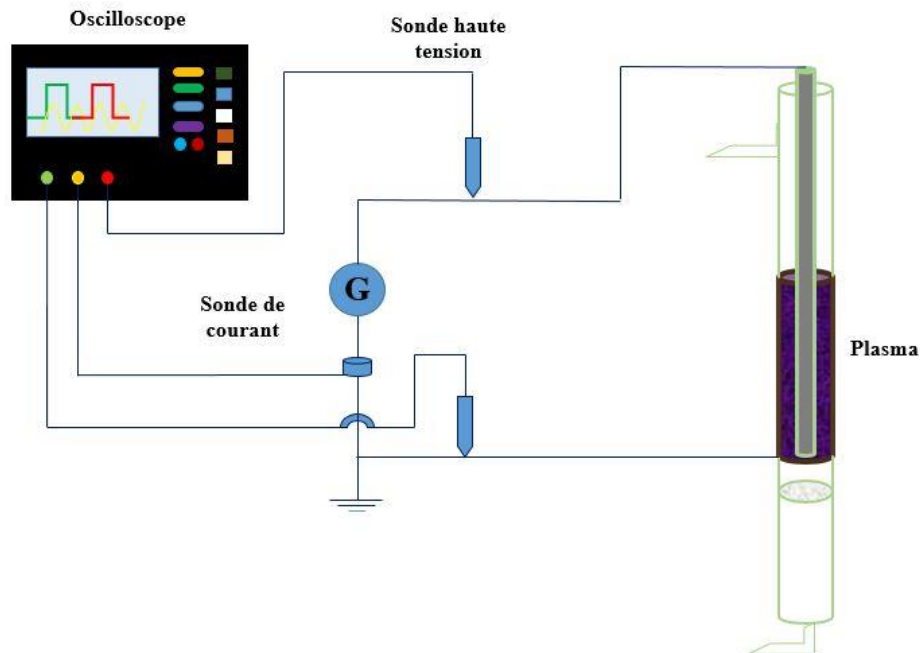 Oscilloscope
Sonde haute
tension
G
Sonde de
courant
Plasma